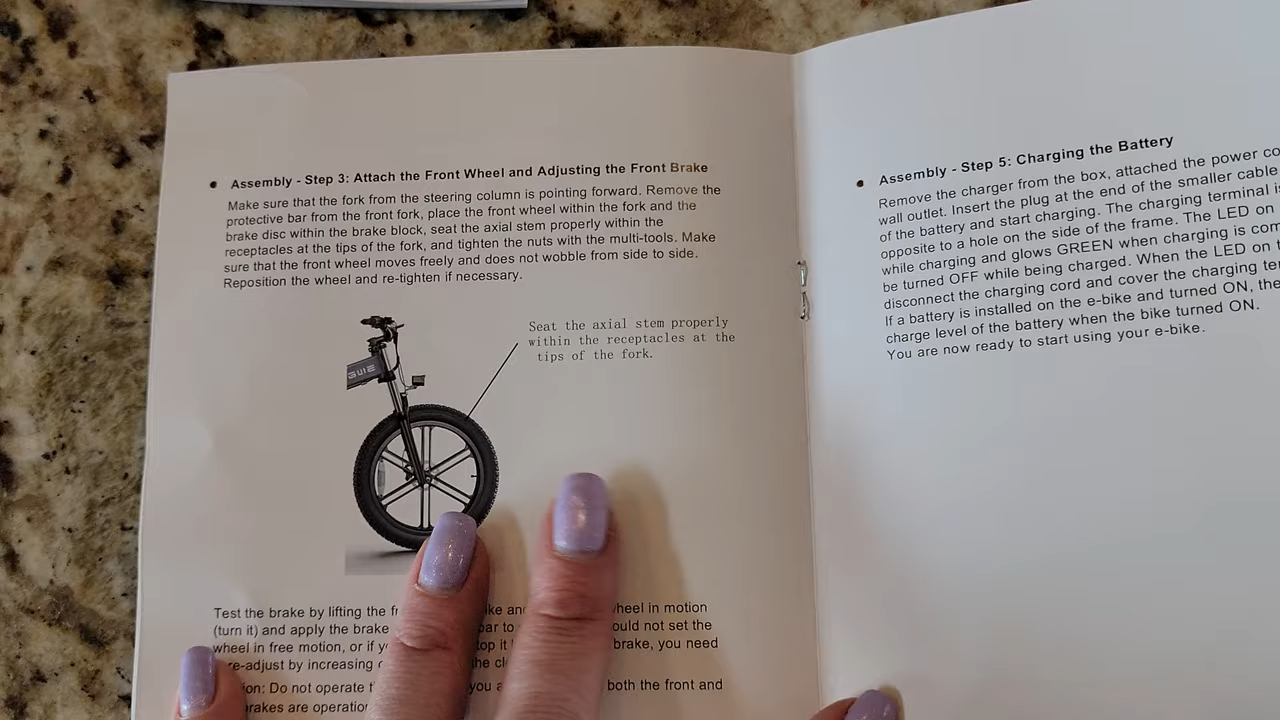 Assembly - Step 3: Attach the Front Wheel and Adjusting the Front Brake
Make sure that the fork from the steering column is pointing forward. Remove the
protective bar from the front fork, place the front wheel within the fork and the
brake disc within the brake block, seat the axial stem properly within the
receptacles at the tips of the fork, and tighten the nuts with the multi-tools. Make
sure that the front wheel moves freely and does not wobble from side to side.
Reposition the wheel and re-tighten if necessary.
Seat the axial stem properly
within the receptacles at the
tips of the fork.
Test the brake by lifting the
(turn it) and apply the brake
wheel in free motion, or if
re-adjust by increasing
Do not operate
wheel in motion
not set the
brake, you need
both the front and
Assembly - Step 5: Charging the Battery
Remove the charger from the box, attached the power
wall outlet. Insert the plug at the end of the smaller cable
of the battery and start charging. The charging terminal
opposite to a hole on the side of the frame. The LED on
while charging and glows GREEN when charging is
be turned OFF while being charged. When the LED on
disconnect the charging cord and cover the charging
If a battery is installed on the e-bike and turned ON,
charge level of the battery when the bike turned ON.
You are now ready to start using your e-bike.